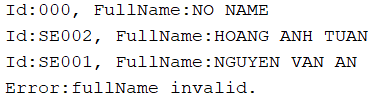 Id:000, FullName:NO NAME
Id:SE002, FullName:HOANG ANH TUAN
Id:SE001, FullName:NGUYEN VAN AN
Error:fullName invalid.